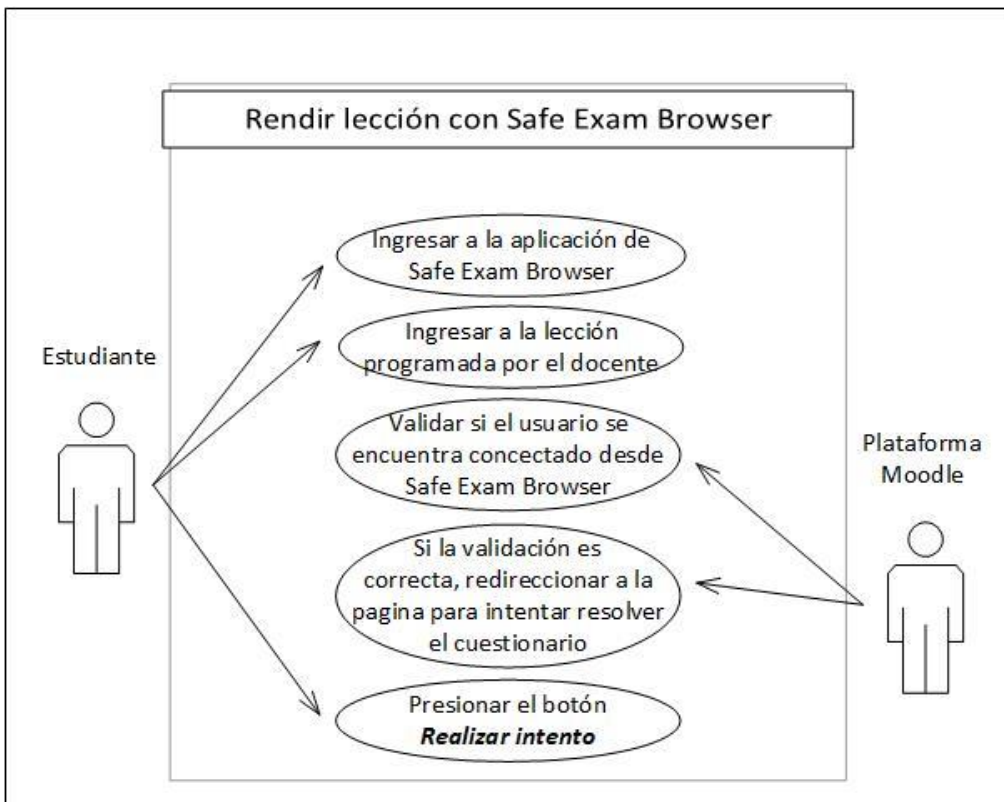 Rendir lección con Safe Exam Browser
Ingresar a la aplicación de
Safe Exam Browser
Estudiante
Ingresar a la lección
programada por el docente
Validar si el usuario se
encuentra concectado desde
Safe Exam Browser
Plataforma
Moodle
Si la validación es
correcta, redireccionar a la
pagina para intentar resolver
el cuestionario
Presionar el botón
Realizar intento